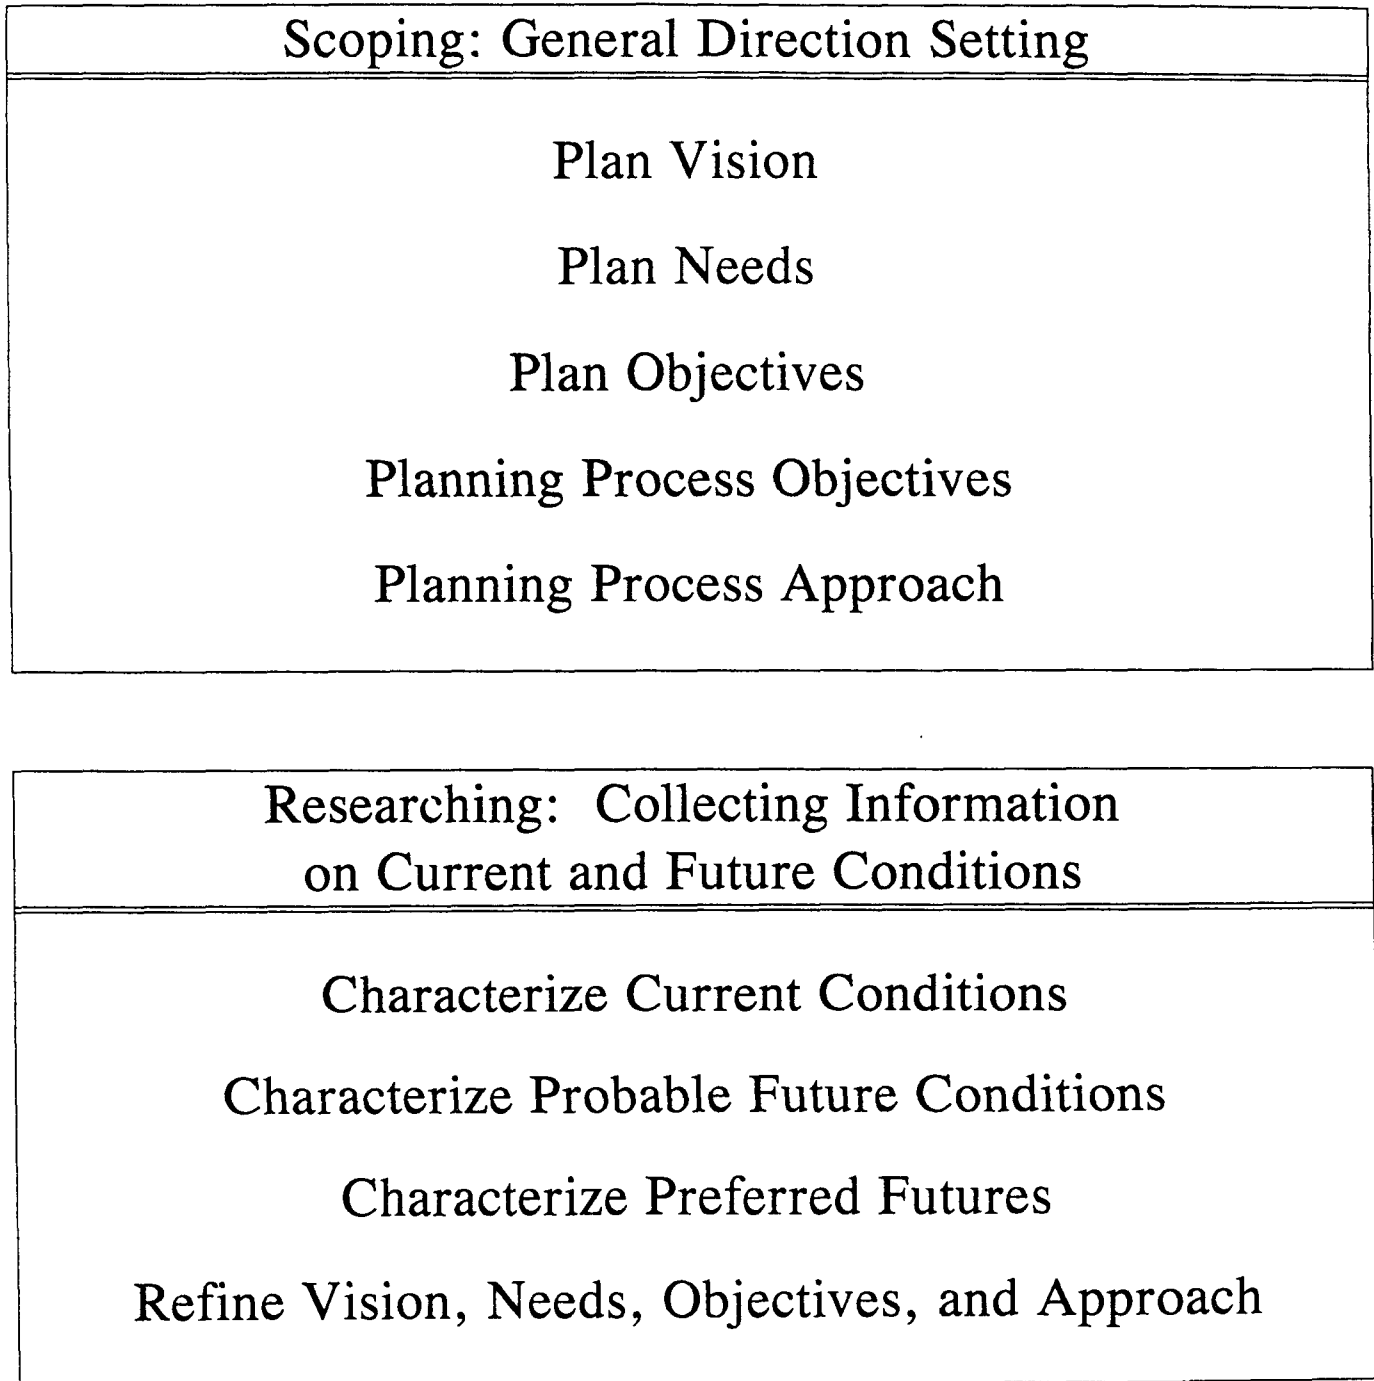 Scoping: General Direction Setting
Plan Vision
Plan Needs
Plan Objectives
Planning Process Objectives
Planning Process Approach
Researching: Collecting Information
on Current and Future Conditions
Characterize Current Conditions
Characterize Probable Future Conditions
Characterize Preferred Futures
Refine Vision, Needs, Objectives, and Approach